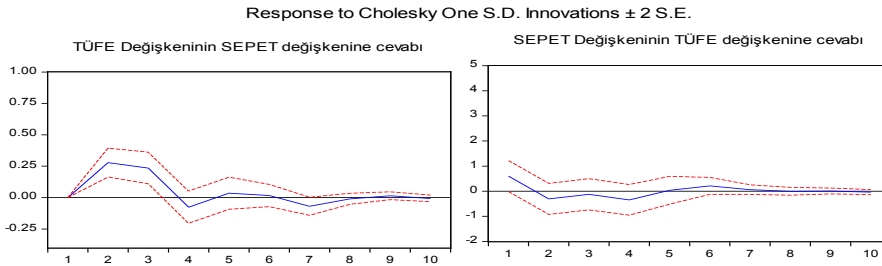 Response to Cholesky One S.D. Innovations ± 2 S.E.
TÜFE Değişkeninin SEPET değişkenine cevabı
1.00
0.75
0.50
0.25
0.00
-0.25
1 2 3 4 5 6 7 8 9 10
SEPET Değişkeninin TÜFE değişkenine cevabı
5
4
3
2
1
0
-1
-2
1 2 3 4 5 6 7 8 9 10